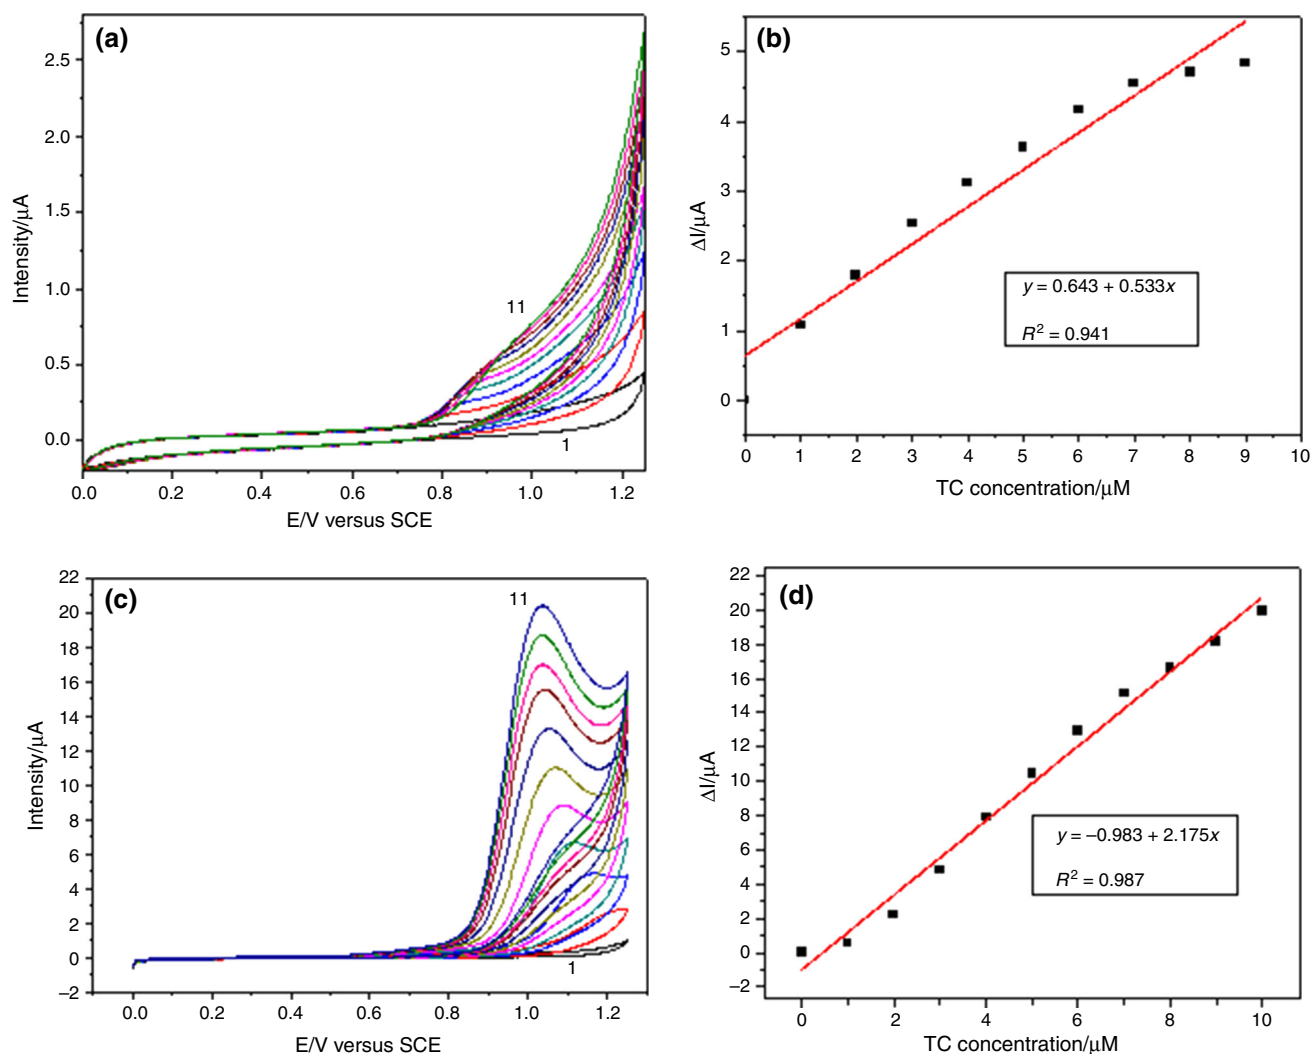 (a)
2.5
2.0
1.5
1.0
0.5
0.0
Intensity/μA
11
1
0.0 0.2 0.4 0.6 0.8 1.0 1.2
E/V versus SCE
(b)
5
4
3
2
1
0
ΔI/μA
y = 0.643 + 0.533x
R² = 0.941
0 1 2 3 4 5 6 7 8 9 10
TC concentration/μM
(c)
22
20
18
16
14
12
10
8
6
4
2
0
–2
Intensity/μA
11
1
0.0 0.2 0.4 0.6 0.8 1.0 1.2
E/V versus SCE
(d)
22
20
18
16
14
12
10
8
6
4
2
0
–2
ΔI/μA
y = –0.983 + 2.175x
R² = 0.987
0 2 4 6 8 10
TC concentration/μM